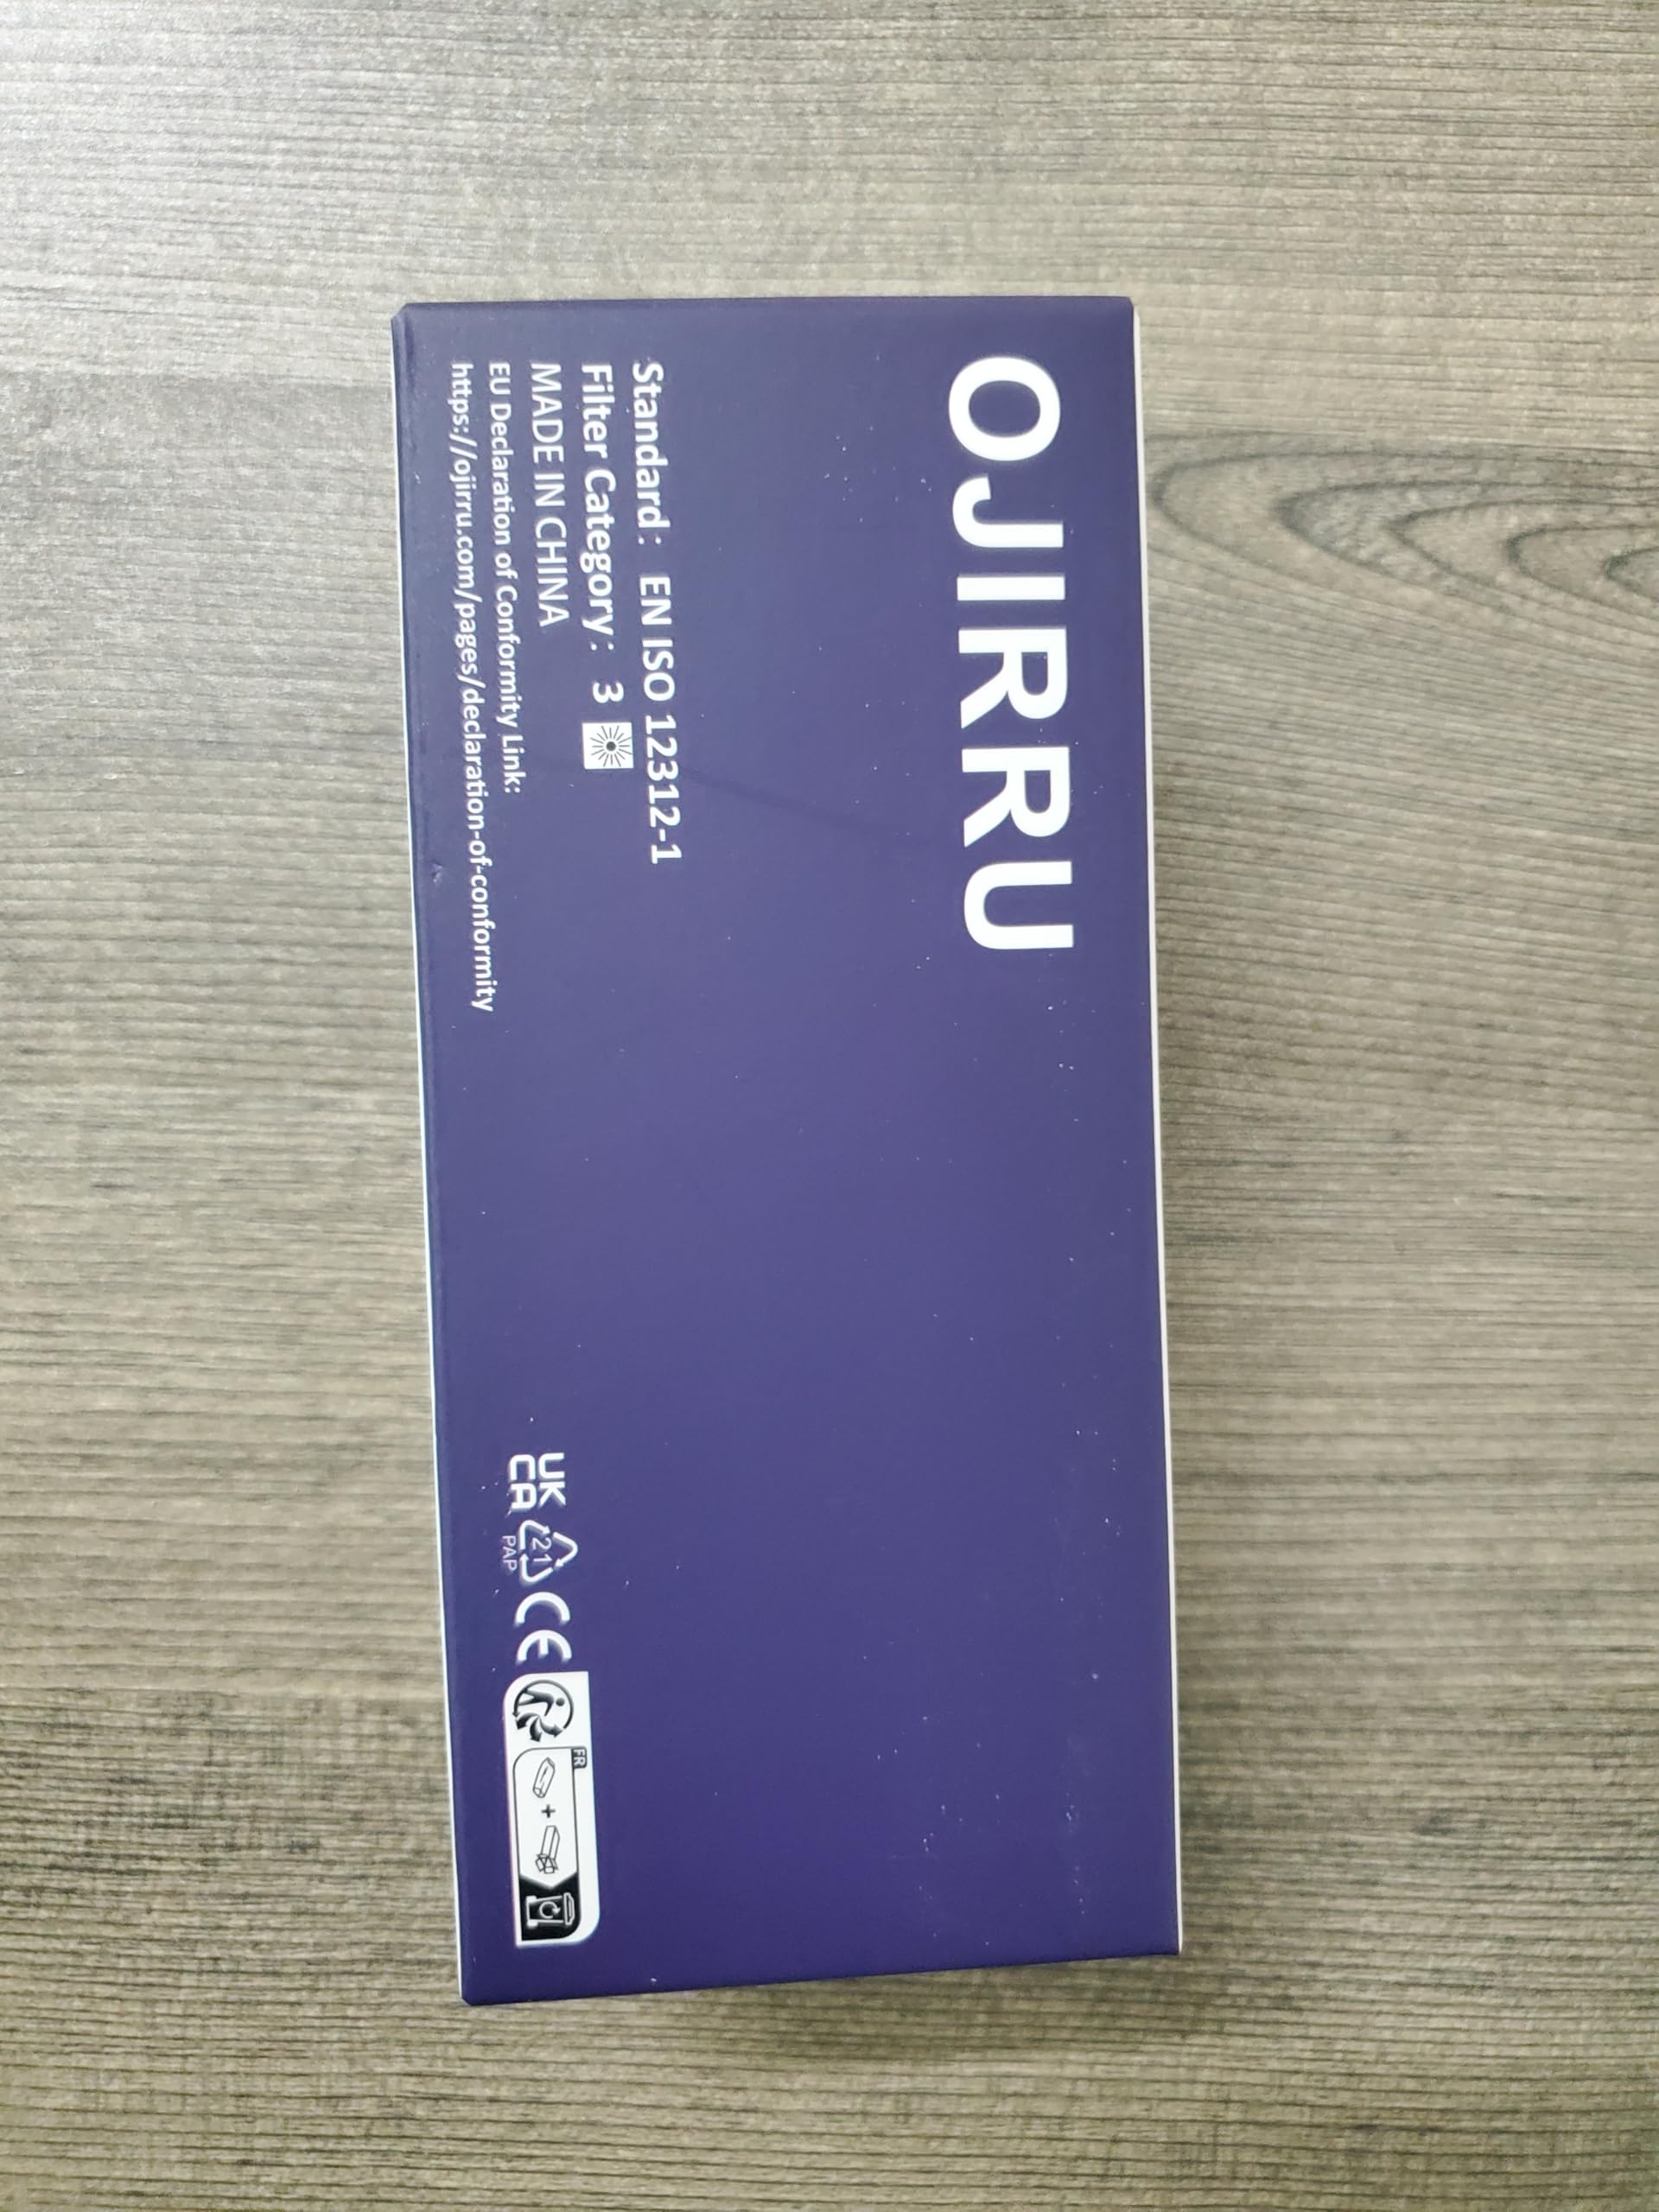 OJIRRU
Standard : EN ISO 12312-1
Filter Category : 3
MADE IN CHINA
EU Declaration of Conformity Link:
https://ojirru.com/pages/declaration-of-conformity
UK
CA
21
PAP
CE
FR
+